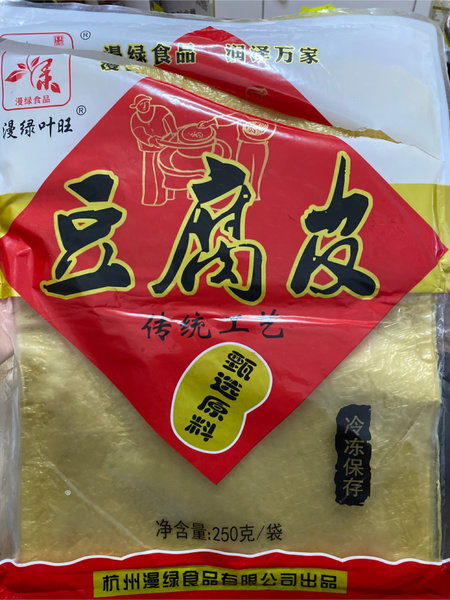 漫绿食品 润泽万家
漫绿食品
漫绿叶旺
豆腐皮
传统工艺
甄选原料
冷冻保存
净含量:250克/袋
杭州漫绿食品有限公司出品